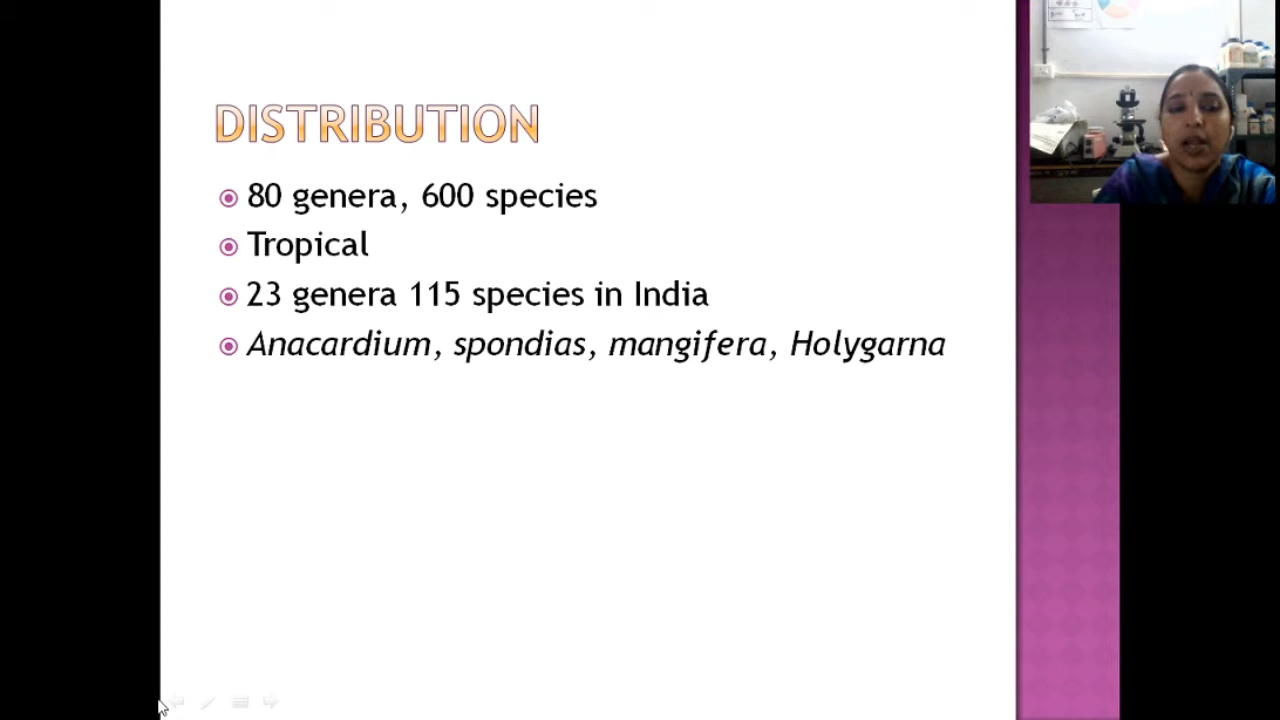 DISTRIBUTION
80 genera, 600 species
Tropical
23 genera 115 species in India
Anacardium, spondias, mangifera, Holygarna